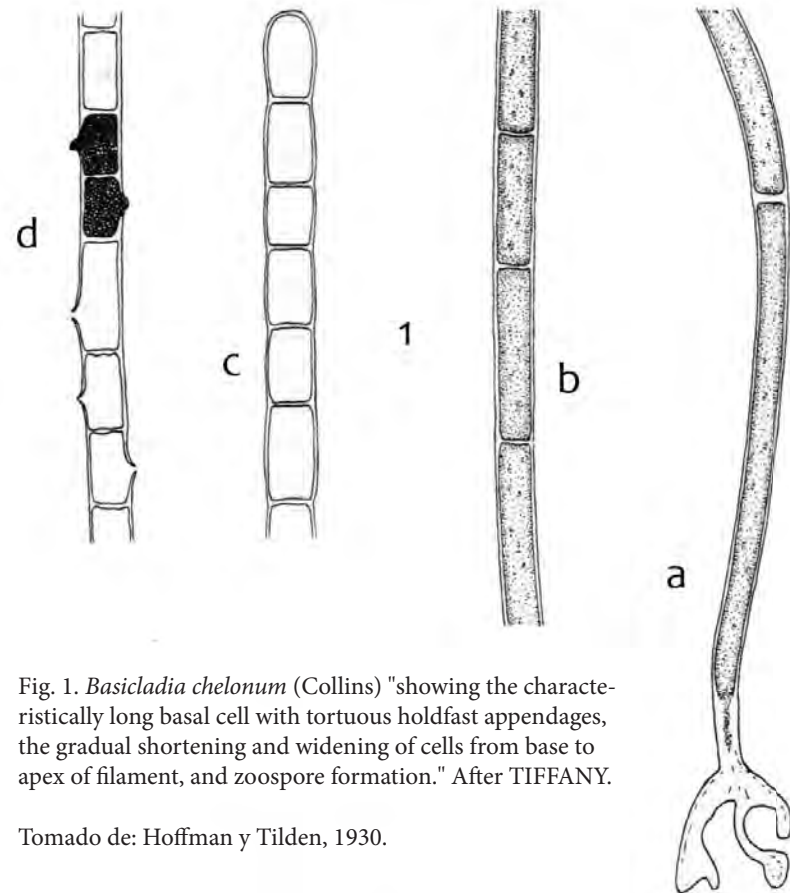 d
c
1
b
a
Fig. 1. Basicladia chelonum (Collins) "showing the characte-
ristically long basal cell with tortuous holdfast appendages,
the gradual shortening and widening of cells from base to
apex of filament, and zoospore formation." After TIFFANY.
Tomado de: Hoffman y Tilden, 1930.